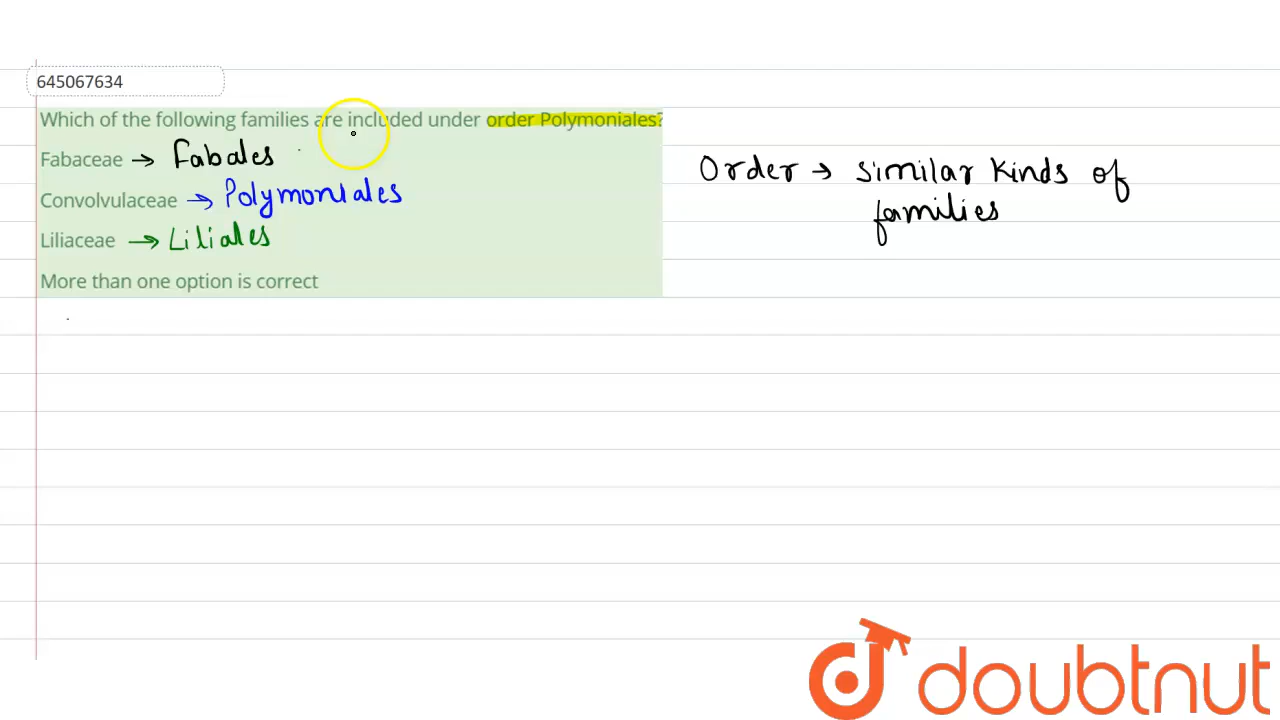 645067634
Which of the following families are included under order Polymoniales?
Fabaceae → Fabales
Convolvulaceae → Polymoniales
Liliaceae → Liliales
More than one option is correct
Order → similar kinds of
families
doubtnut